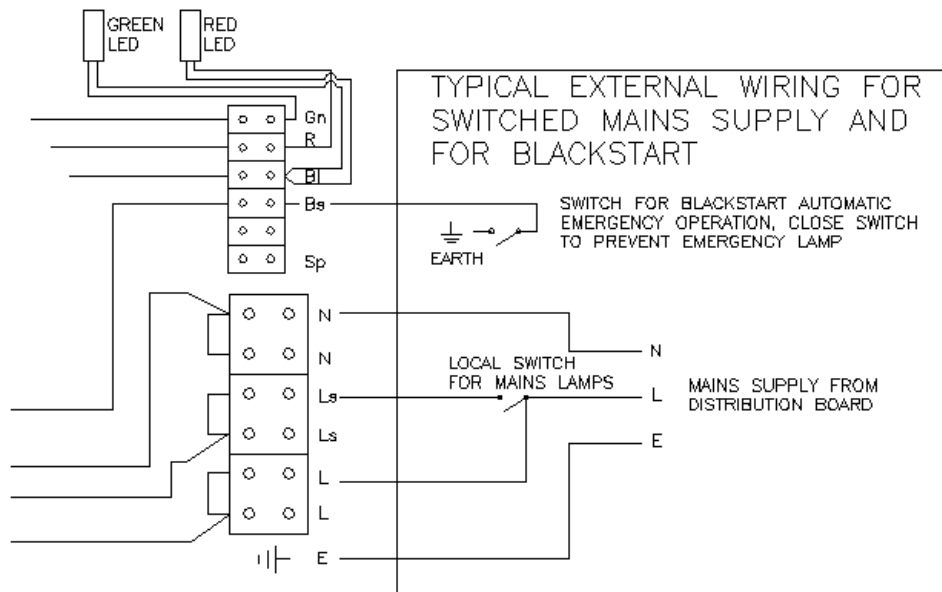 GREEN
LED
RED
LED
TYPICAL EXTERNAL WIRING FOR
SWITCHED MAINS SUPPLY AND
FOR BLACKSTART
Gn
R
Bl
Bs
Sp
SWITCH FOR BLACKSTART AUTOMATIC
EMERGENCY OPERATION, CLOSE SWITCH
TO PREVENT EMERGENCY LAMP
EARTH
N
N
Ls
Ls
L
L
E
LOCAL SWITCH
FOR MAINS LAMPS
N
L
E
MAINS SUPPLY FROM
DISTRIBUTION BOARD